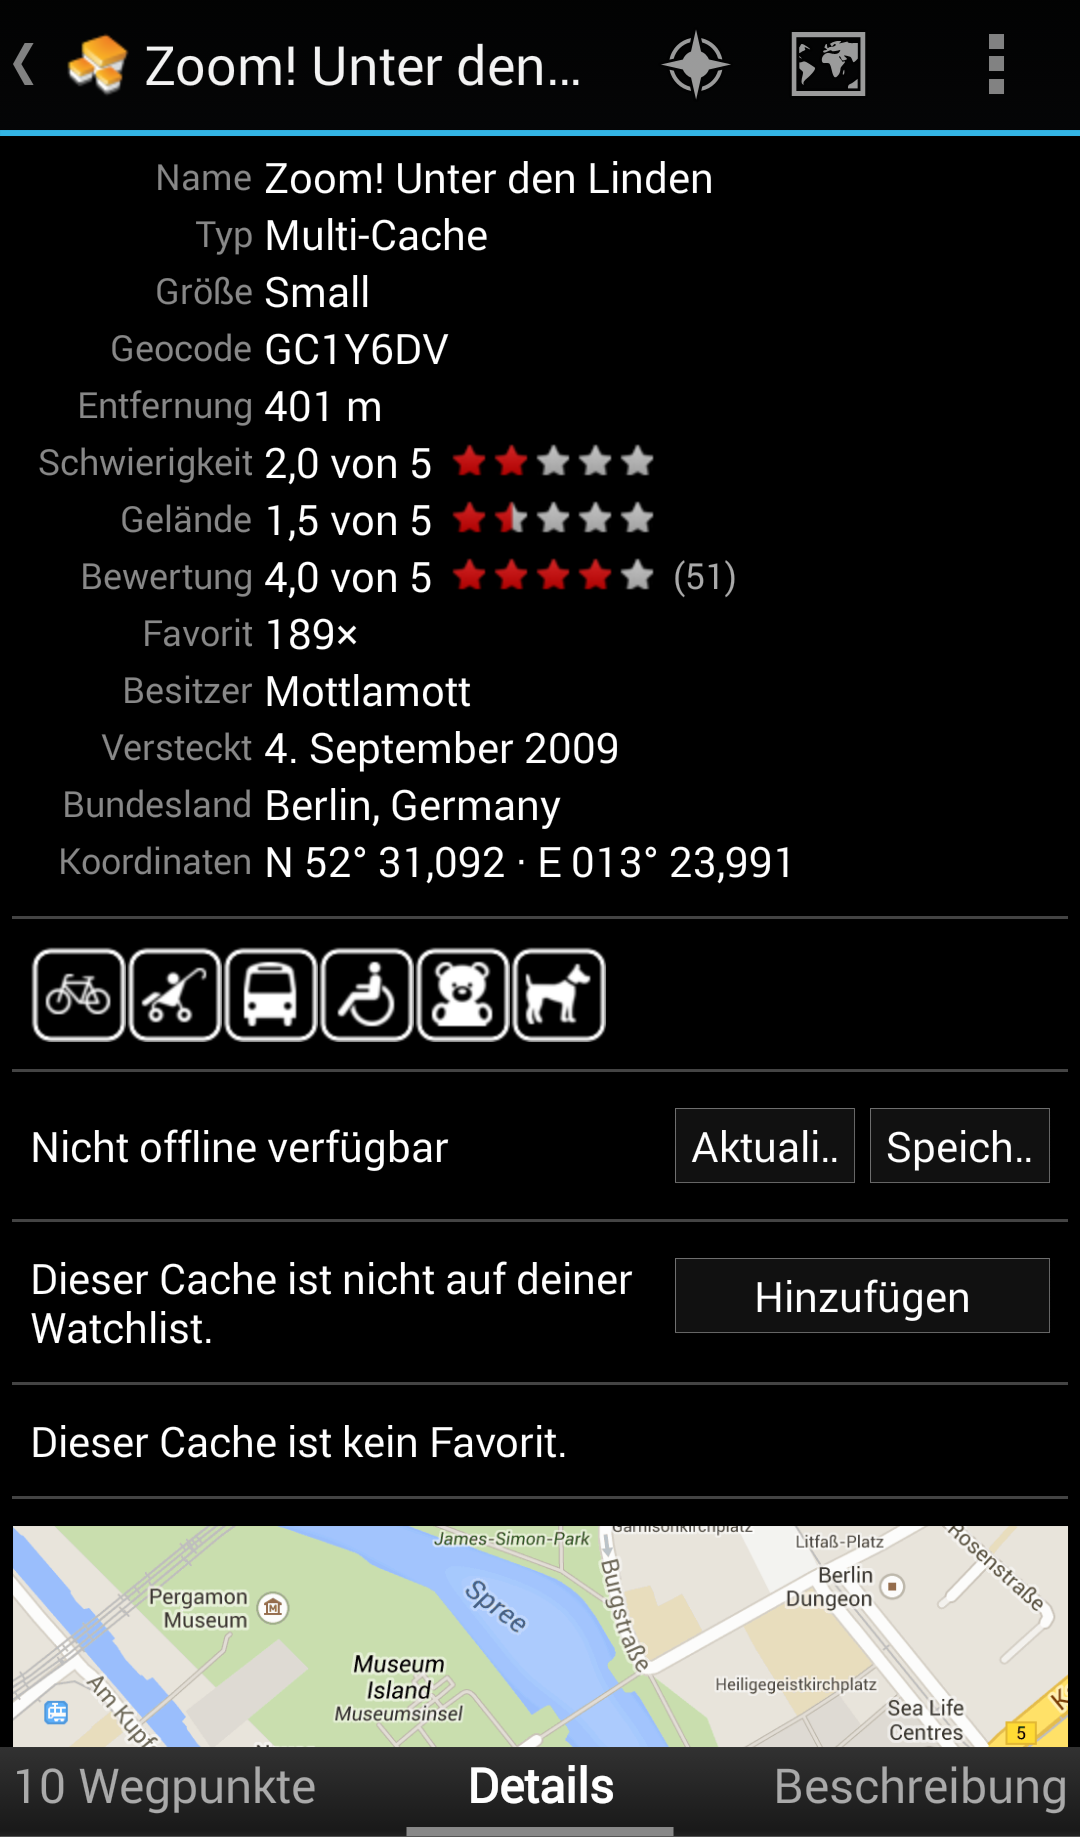 Zoom! Unter den...
Name Zoom! Unter den Linden
Typ Multi-Cache
Größe Small
Geocode GC1Y6DV
Entfernung 401 m
Schwierigkeit 2,0 von 5
Gelände 1,5 von 5
Bewertung 4,0 von 5 (51)
Favorit 189×
Besitzer Mottlamott
Versteckt 4. September 2009
Bundesland Berlin, Germany
Koordinaten N 52° 31,092 · E 013° 23,991
Nicht offline verfügbar
Aktuali..
Speich..
Dieser Cache ist nicht auf deiner
Watchlist.
Hinzufügen
Dieser Cache ist kein Favorit.
James-Simon-Park
Garnisonkirchplatz
Litfaß-Platz
Rosenstraße
Berlin
Dungeon
Pergamon
Museum
Spree
Burgstraße
Museum
Island
Museumsinsel
Heiligegeistkirchplatz
Sea Life
Centres
Am Kupf
5
10 Wegpunkte
Details
Beschreibung